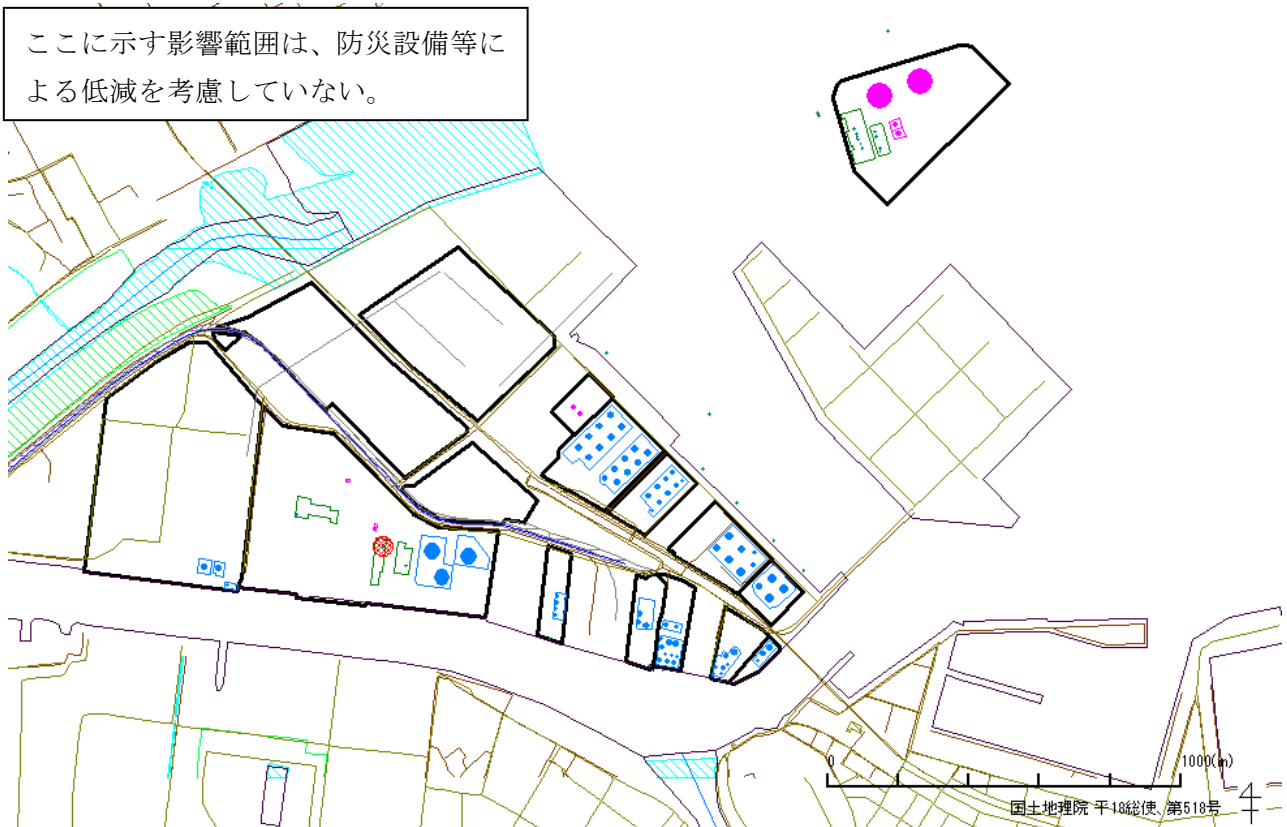 ここに示す影響範囲は、防災設備等に
よる低減を考慮していない。
0
1000(m)
国土地理院 平18総使、第518号